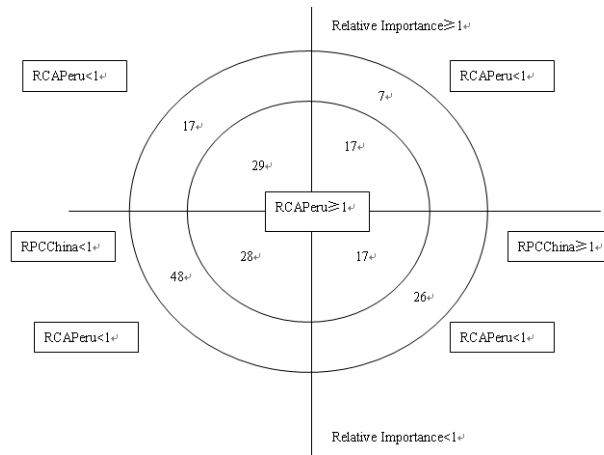 Relative Importance≥1↵
RCAPeru<1↵
RCAPeru<1↵
7↵
17↵
17↵
29↵
RCAPeru≥1↵
RPCChina<1↵
RPCChina≥1↵
28↵
17↵
48↵
26↵
RCAPeru<1↵
RCAPeru<1↵
Relative Importance<1↵